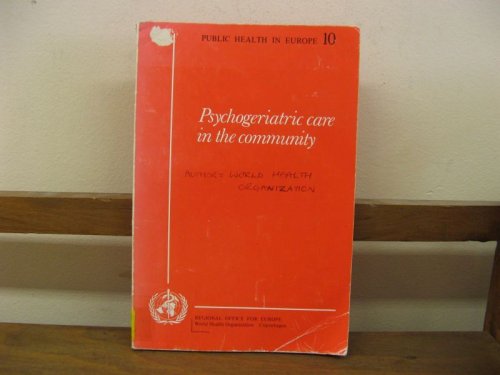 PUBLIC HEALTH IN EUROPE 10
Psychogeriatric care
in the community
AUTHOR: WORLD HEALTH
ORGANIZATION
REGIONAL OFFICE FOR EUROPE
World Health Organization Copenhagen